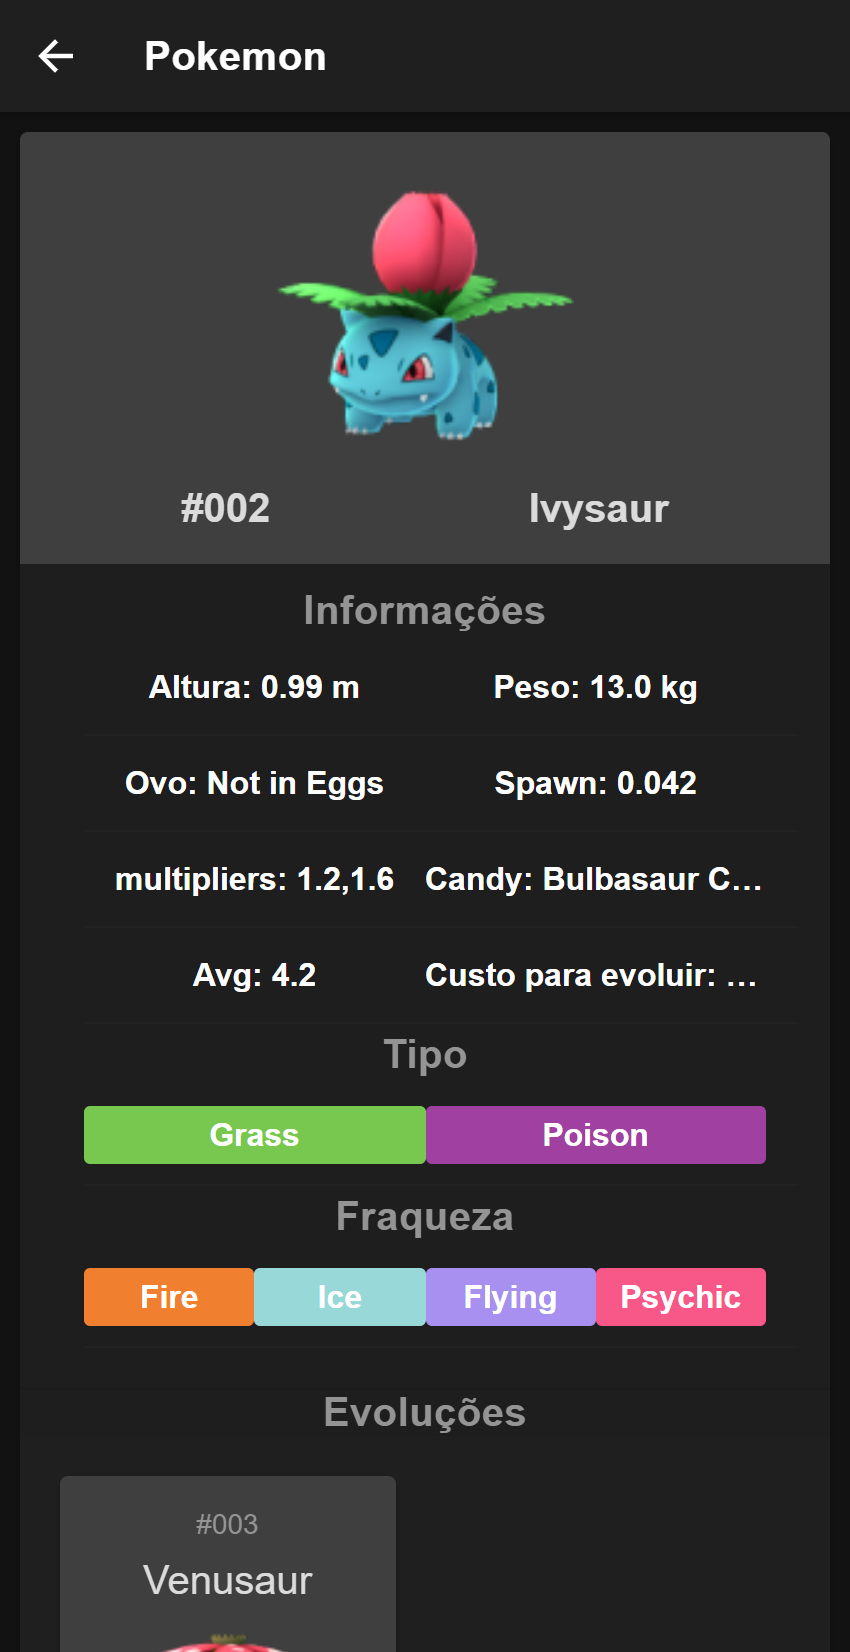 Pokemon
#002 Ivysaur
Informações
Altura: 0.99 m Peso: 13.0 kg
Ovo: Not in Eggs Spawn: 0.042
multipliers: 1.2,1.6 Candy: Bulbasaur C...
Avg: 4.2 Custo para evoluir: ...
Tipo
Grass Poison
Fraqueza
Fire Ice Flying Psychic
Evoluções
#003
Venusaur